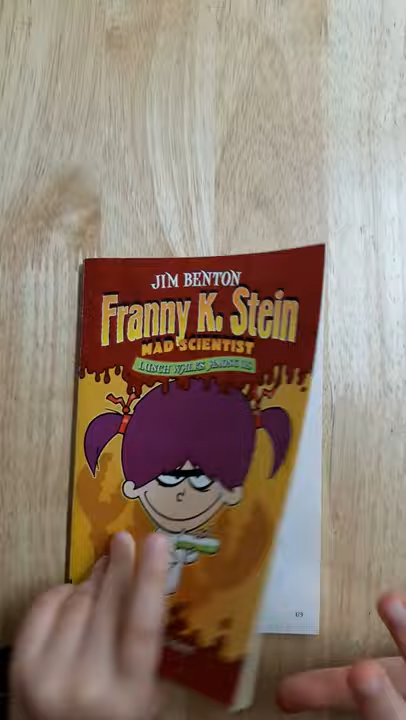 JIM BENTON
Franny K. Stein
MAD SCIENTIST
LUNCH WALKS AMONG US